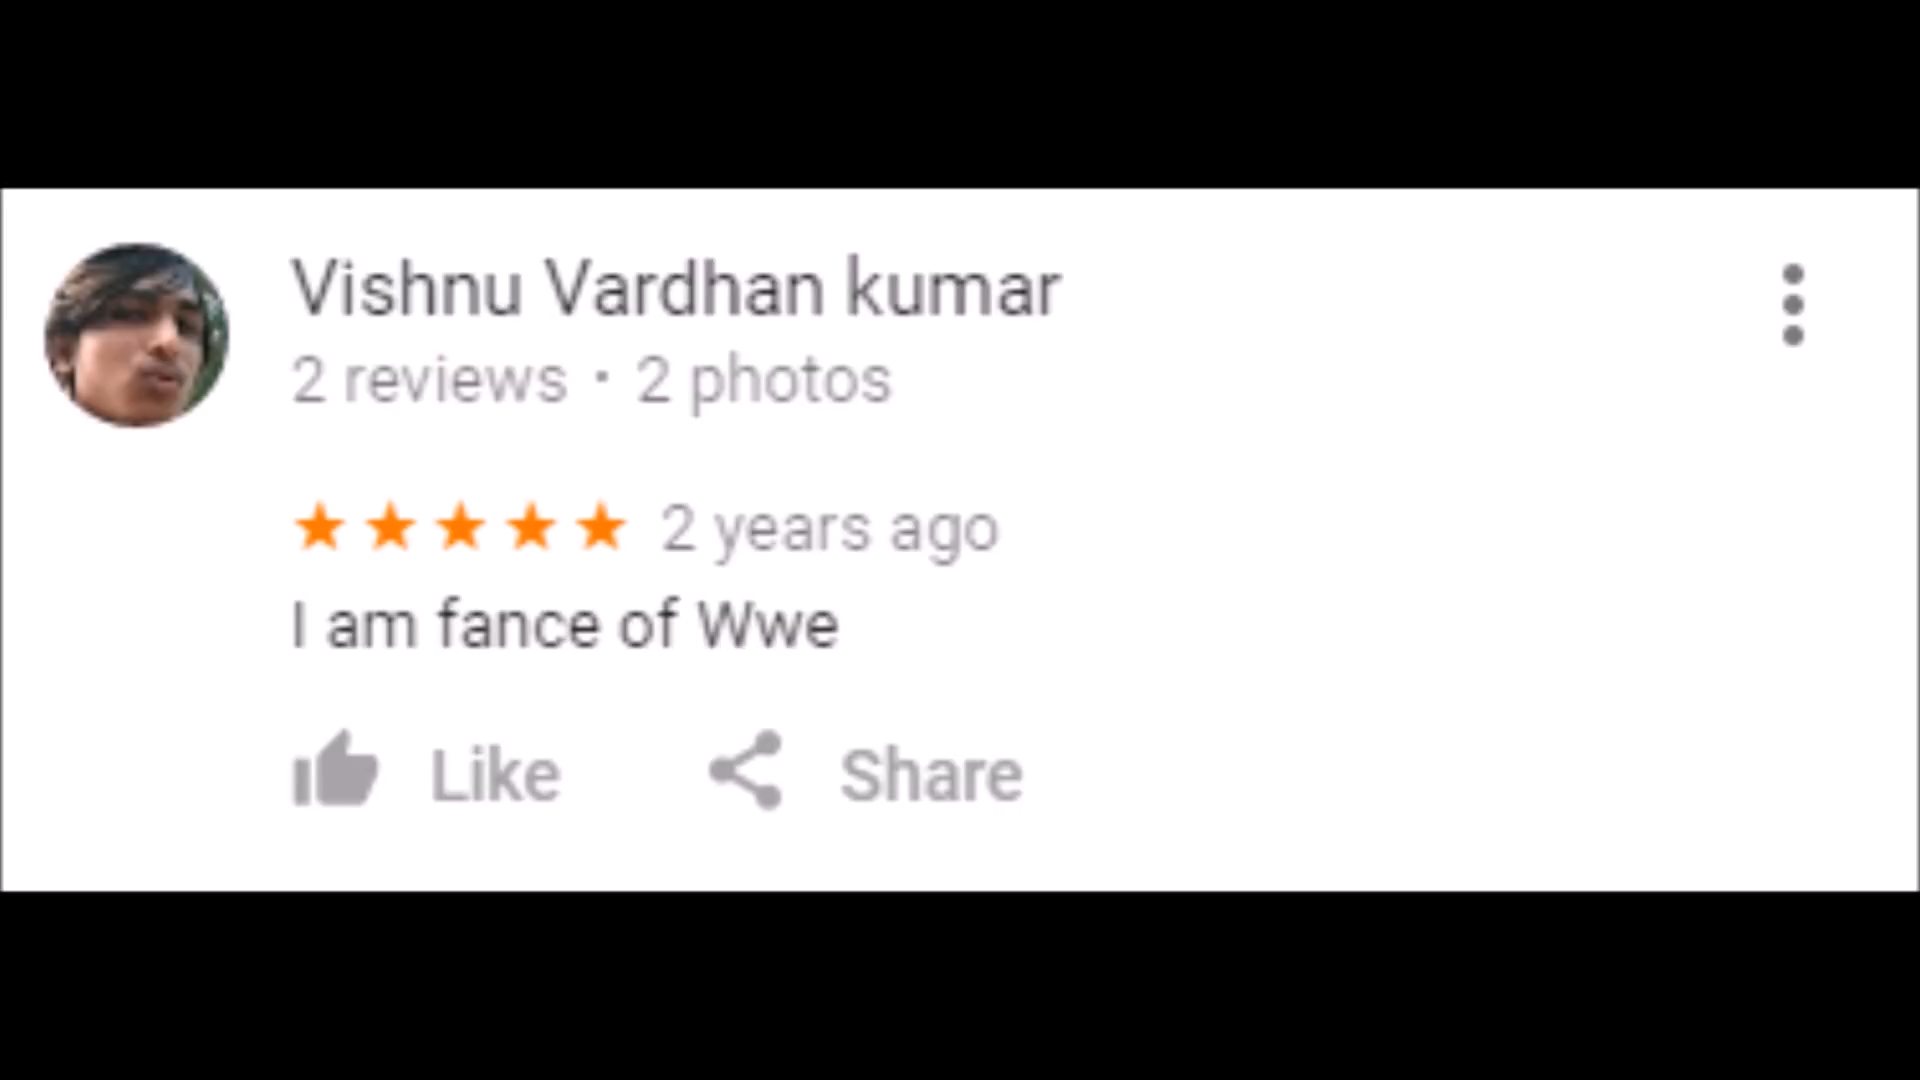 Vishnu Vardhan kumar
2 reviews · 2 photos
2 years ago
I am fance of Wwe
Like Share